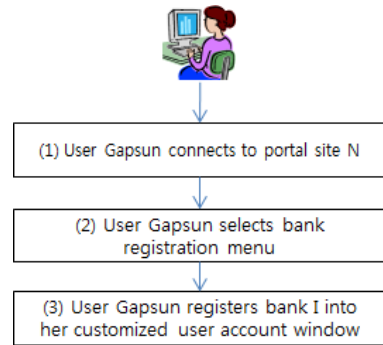 (1) User Gapsun connects to portal site N
(2) User Gapsun selects bank
registration menu
(3) User Gapsun registers bank I into
her customized user account window